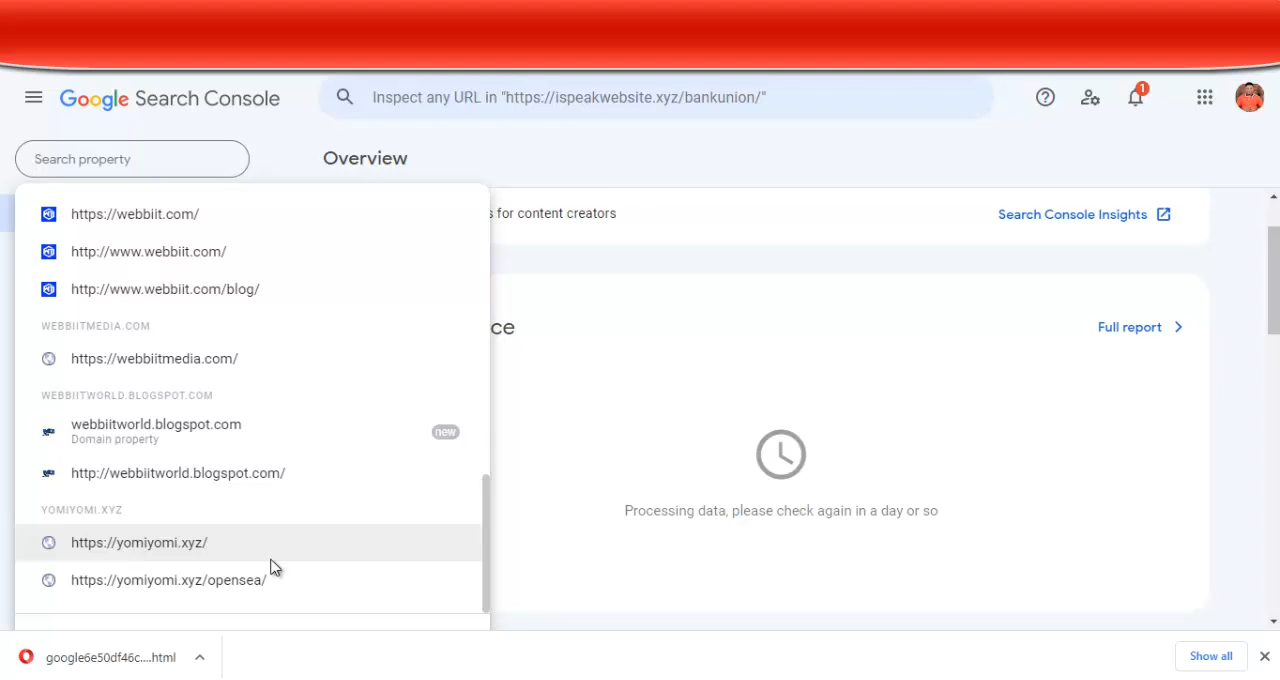 Google Search Console
Inspect any URL in "https://ispeakwebsite.xyz/bankunion/"
1
Search property
Overview
https://webbiit.com/
s for content creators
Search Console Insights
http://www.webbiit.com/
http://www.webbiit.com/blog/
WEBBIITMEDIA.COM
ce
Full report
https://webbiitmedia.com/
WEBBIITWORLD.BLOGSPOT.COM
webbiitworld.blogspot.com
Domain property
new
http://webbiitworld.blogspot.com/
YOMIYOMI.XYZ
Processing data, please check again in a day or so
https://yomiyomi.xyz/
https://yomiyomi.xyz/opensea/
google6e50df46c....html
Show all